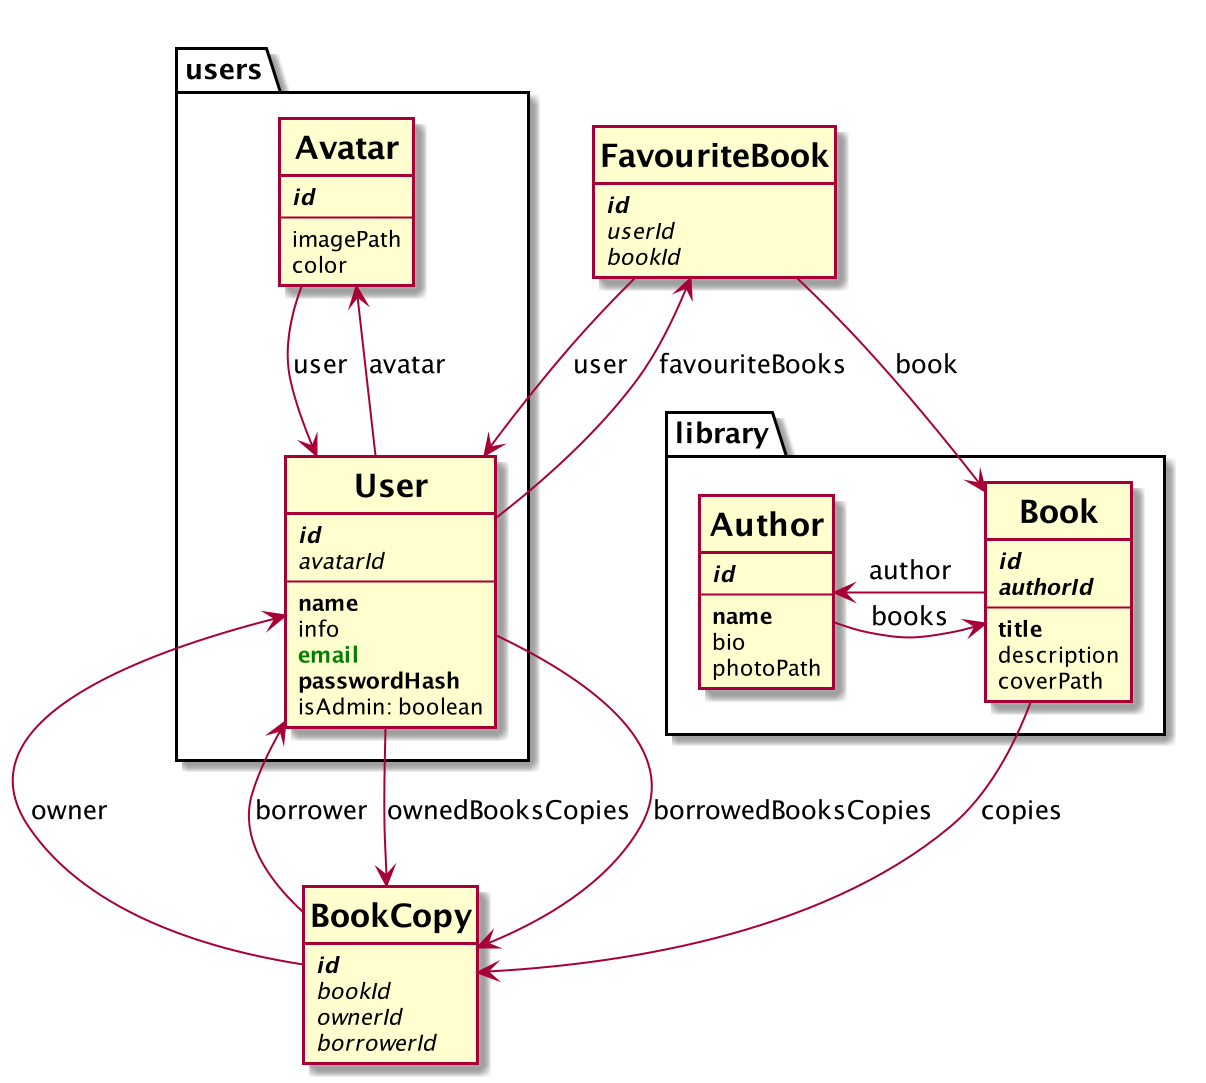 users
Avatar
id
imagePath
color
FavouriteBook
id
userId
bookId
user
avatar
user
favouriteBooks
book
library
User
id
avatarId
name
info
email
passwordHash
isAdmin: boolean
Author
id
name
bio
photoPath
author
books
Book
id
authorId
title
description
coverPath
owner
borrower
ownedBooksCopies
borrowedBooksCopies
copies
BookCopy
id
bookId
ownerId
borrowerId